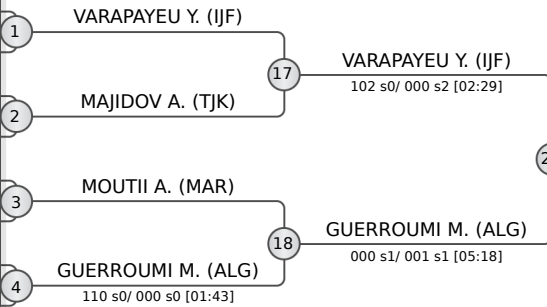 VARAPAYEU Y. (IJF)
1
17
VARAPAYEU Y. (IJF)
102 s0/ 000 s2 [02:29]
MAJIDOV A. (TJK)
2
2
MOUTII A. (MAR)
3
18
GUERROUMI M. (ALG)
000 s1/ 001 s1 [05:18]
GUERROUMI M. (ALG)
4
110 s0/ 000 s0 [01:43]